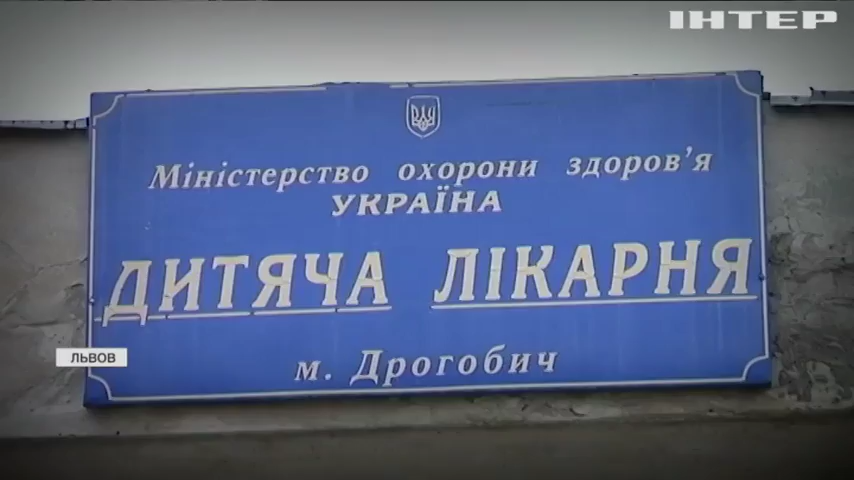 ІНТЕР
Міністерство охорони здоров'я
УКРАЇНА
ДИТЯЧА ЛІКАРНЯ
ЛЬВОВ
м. Дрогобич